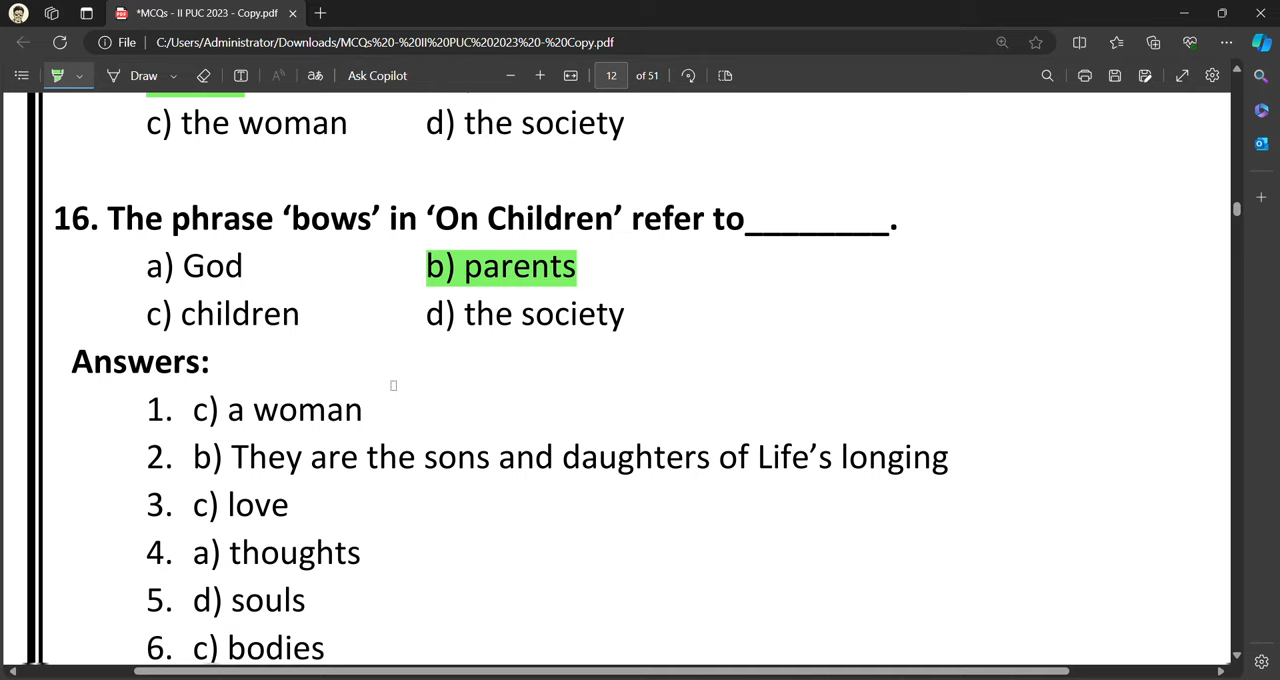 *MCQs - II PUC 2023 - Copy.pdf
File C:/Users/Administrator/Downloads/MCQs%20-%20II%20PUC%202023%20-%20Copy.pdf
Draw A aあ Ask Copilot 12 of 51
c) the woman d) the society
16. The phrase ‘bows’ in ‘On Children’ refer to________.
a) God b) parents
c) children d) the society
Answers:
1. c) a woman
2. b) They are the sons and daughters of Life’s longing
3. c) love
4. a) thoughts
5. d) souls
6. c) bodies